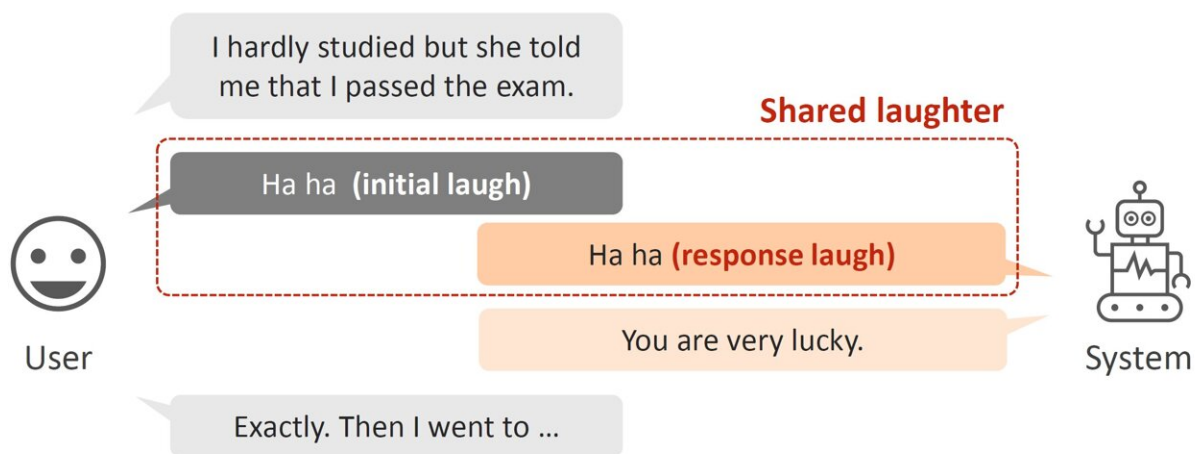 I hardly studied but she told
me that I passed the exam.
Shared laughter
Ha ha (initial laugh)
Ha ha (response laugh)
You are very lucky.
User
System
Exactly. Then I went to ...